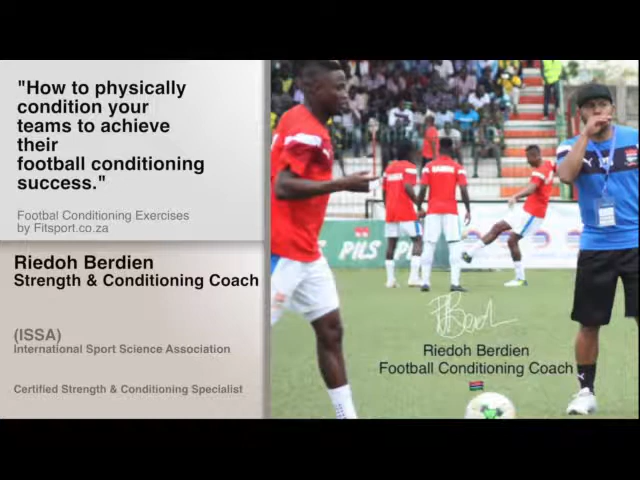 "How to physically
condition your
teams to achieve
their
football conditioning
success."
Footbal Conditioning Exercises
by Fitsport.co.za
Riedoh Berdien
Strength & Conditioning Coach
(ISSA)
International Sport Science Association
Certified Strength & Conditioning Specialist
PILS
Riedoh Berdien
Football Conditioning Coach